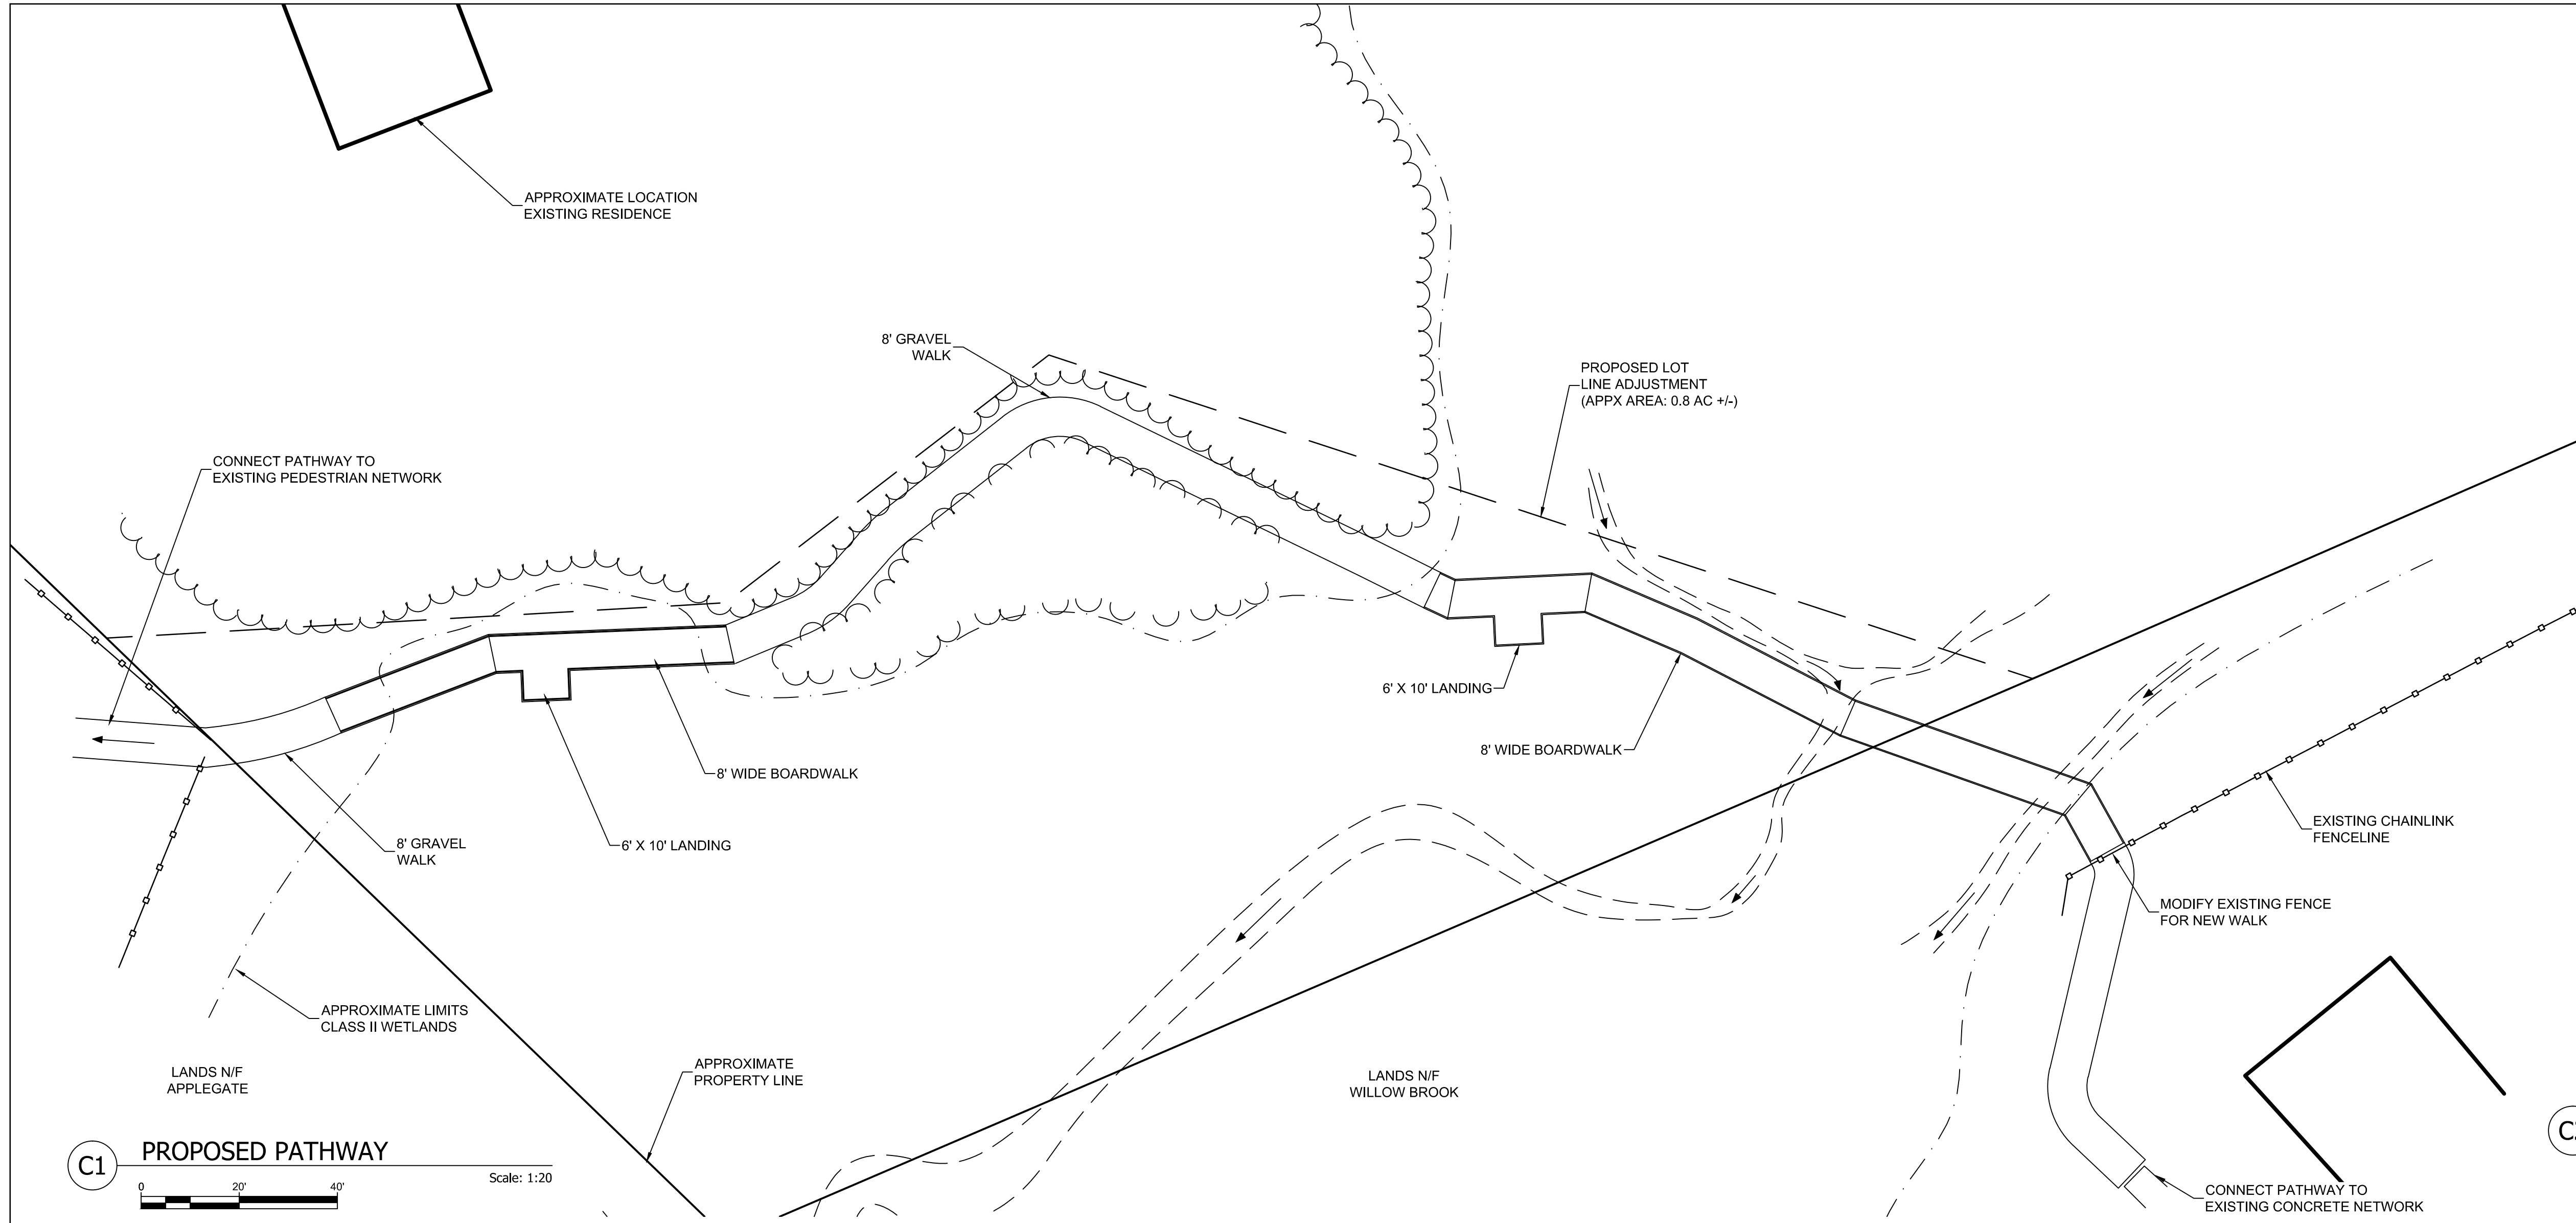 APPROXIMATE LOCATION
EXISTING RESIDENCE
8' GRAVEL
WALK
PROPOSED LOT
LINE ADJUSTMENT
(APPX AREA: 0.8 AC +/-)
CONNECT PATHWAY TO
EXISTING PEDESTRIAN NETWORK
6' X 10' LANDING
8' WIDE BOARDWALK
8' WIDE BOARDWALK
6' X 10' LANDING
8' GRAVEL
WALK
EXISTING CHAINLINK
FENCELINE
MODIFY EXISTING FENCE
FOR NEW WALK
APPROXIMATE LIMITS
CLASS II WETLANDS
LANDS N/F
APPLEGATE
APPROXIMATE
PROPERTY LINE
LANDS N/F
WILLOW BROOK
C1
PROPOSED PATHWAY
Scale: 1:20
0 20' 40'
CONNECT PATHWAY TO
EXISTING CONCRETE NETWORK